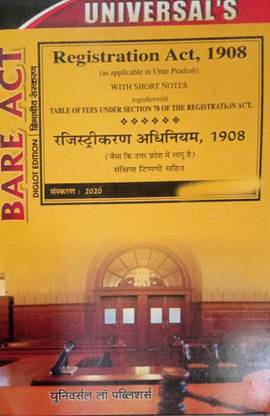 UNIVERSAL'S
BARE ACT
DIGLOT EDITION | द्विभाषीय संस्करण
Registration Act, 1908
(as applicable in Uttar Pradesh)
WITH SHORT NOTES
togetherwith
TABLE OF FEES UNDER SECTION 78 OF THE REGISTRATION ACT,
रजिस्ट्रीकरण अधिनियम, 1908
(जैसा कि उत्तर प्रदेश में लागू है)
संक्षिप्त टिप्पणी सहित
संस्करण : 2020
युनिवर्सल लॉ पब्लिशर्स